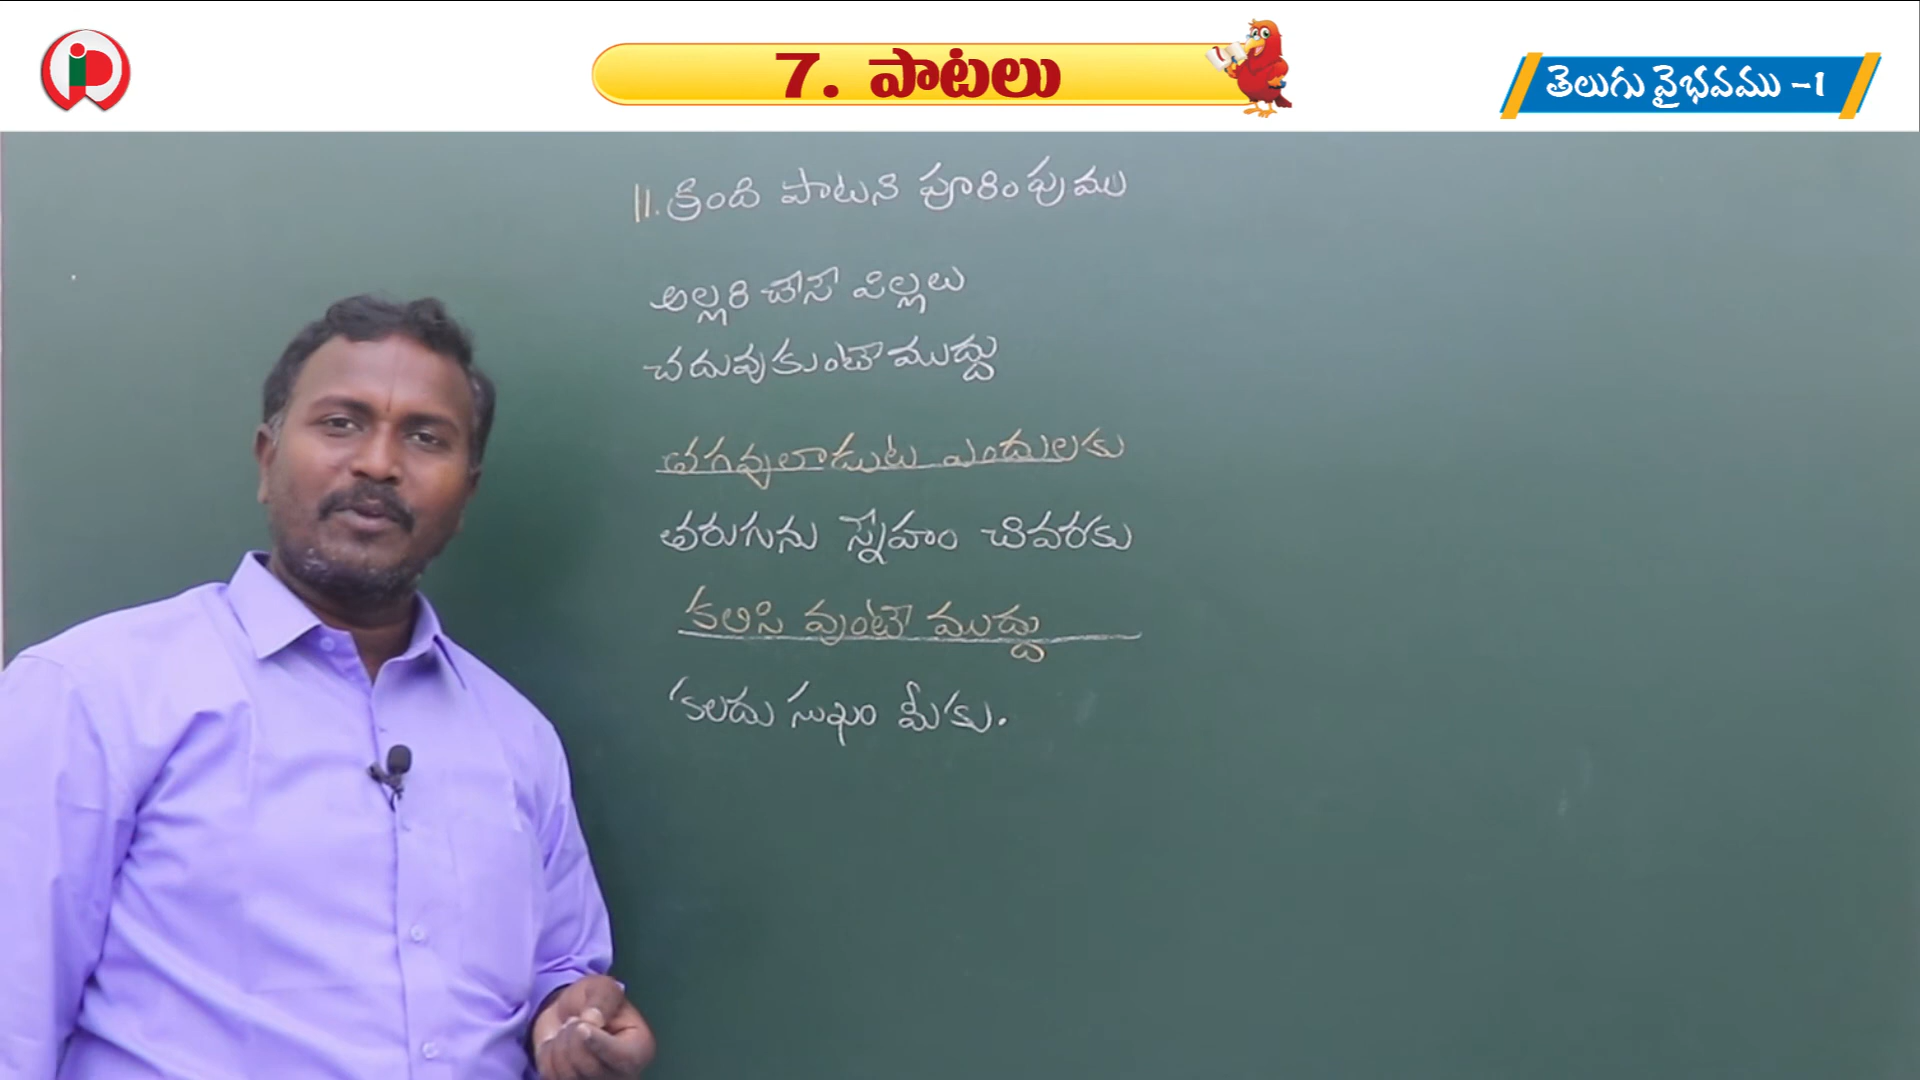 7. పాటలు
తెలుగు వైభవము -1
II. క్రింది పాటని పూరింపుము
అల్లరి చేసే పిల్లలు
చదువుకుంటే ముద్దు
తగవులాడుట ఎందులకు
తరుగును స్నేహం చివరకు
కలిసి వుంటే ముద్దు
కలదు సుఖం మీకు.